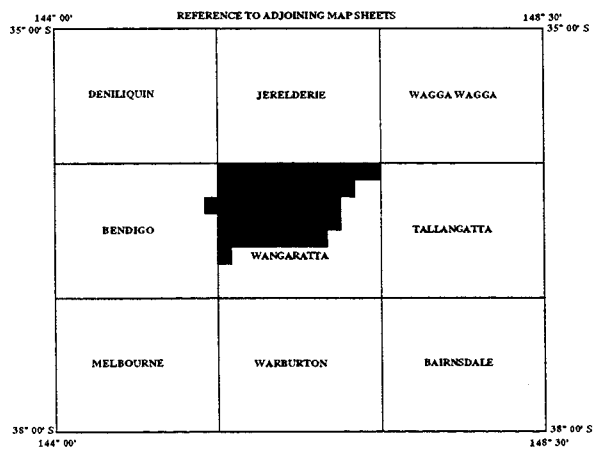 REFERENCE TO ADJOINING MAP SHEETS
144° 00' 148° 30'
35° 00' S 35° 00' S
DENILIQUIN JERELDERIE WAGGA WAGGA
BENDIGO TALLANGATTA
WANGARATTA
MELBOURNE WARBURTON BAIRNSDALE
38° 00' S 38° 00' S
144° 00' 148° 30'